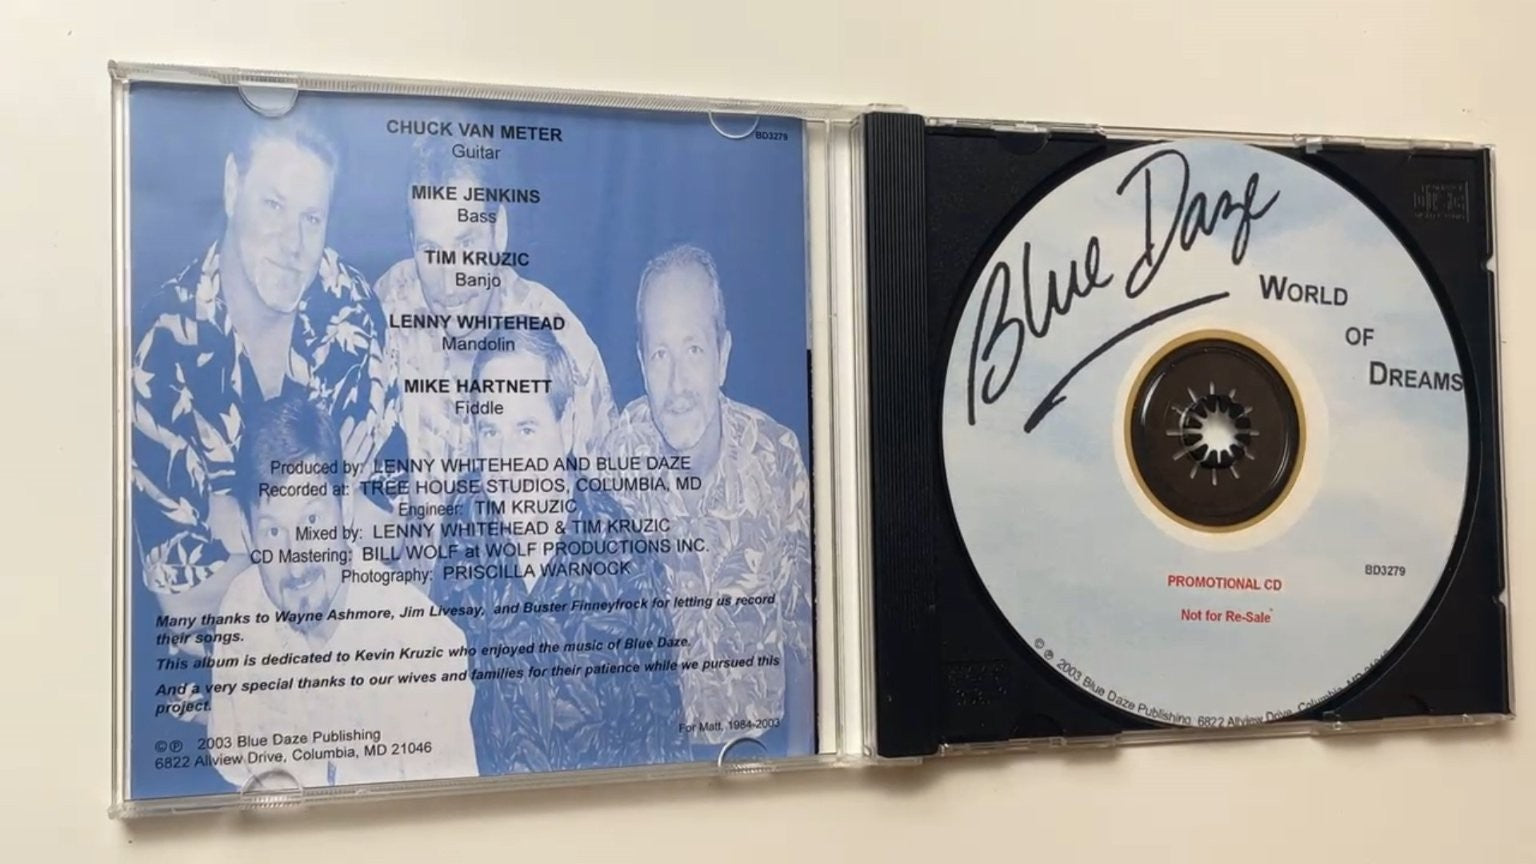 CHUCK VAN METER
Guitar
BD3279
MIKE JENKINS
Bass
TIM KRUZIC
Banjo
LENNY WHITEHEAD
Mandolin
MIKE HARTNETT
Fiddle
Produced by: LENNY WHITEHEAD AND BLUE DAZE
Recorded at: TREE HOUSE STUDIOS, COLUMBIA, MD
Engineer: TIM KRUZIC
Mixed by: LENNY WHITEHEAD & TIM KRUZIC
CD Mastering: BILL WOLF at WOLF PRODUCTIONS INC.
Photography: PRISCILLA WARNOCK
Many thanks to Wayne Ashmore, Jim Livesay, and Buster Finneyfrock for letting us record
their songs.
This album is dedicated to Kevin Kruzic who enjoyed the music of Blue Daze.
And a very special thanks to our wives and families for their patience while we pursued this
project.
For Matt, 1984-2003
©℗ 2003 Blue Daze Publishing
6822 Allview Drive, Columbia, MD 21046
Blue Daze
WORLD
OF
DREAMS
BD3279
PROMOTIONAL CD
Not for Re-Sale
© ℗ 2003 Blue Daze Publishing, 6822 Allview Drive, Columbia, MD